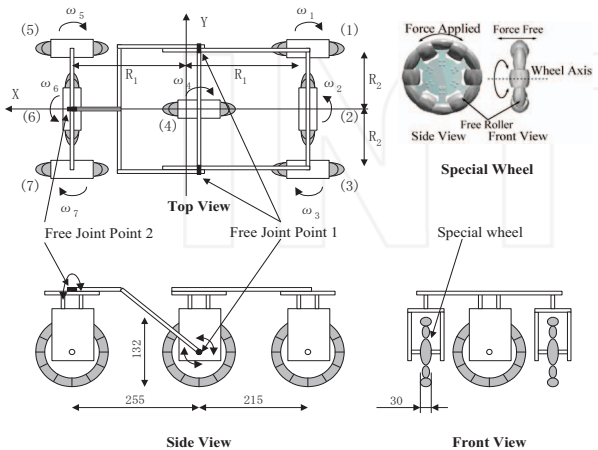 Y
ω5
ω1
(5)
(1)
R1
R1
R2
X
ω6
ω4
ω2
(6)
(4)
(2)
R2
(7)
(3)
ω7
ω3
Top View
Free Joint Point 2
Free Joint Point 1
Force Applied
Force Free
Wheel Axis
Free Roller
Side View
Front View
Special Wheel
Special wheel
132
255
215
30
Side View
Front View
INT